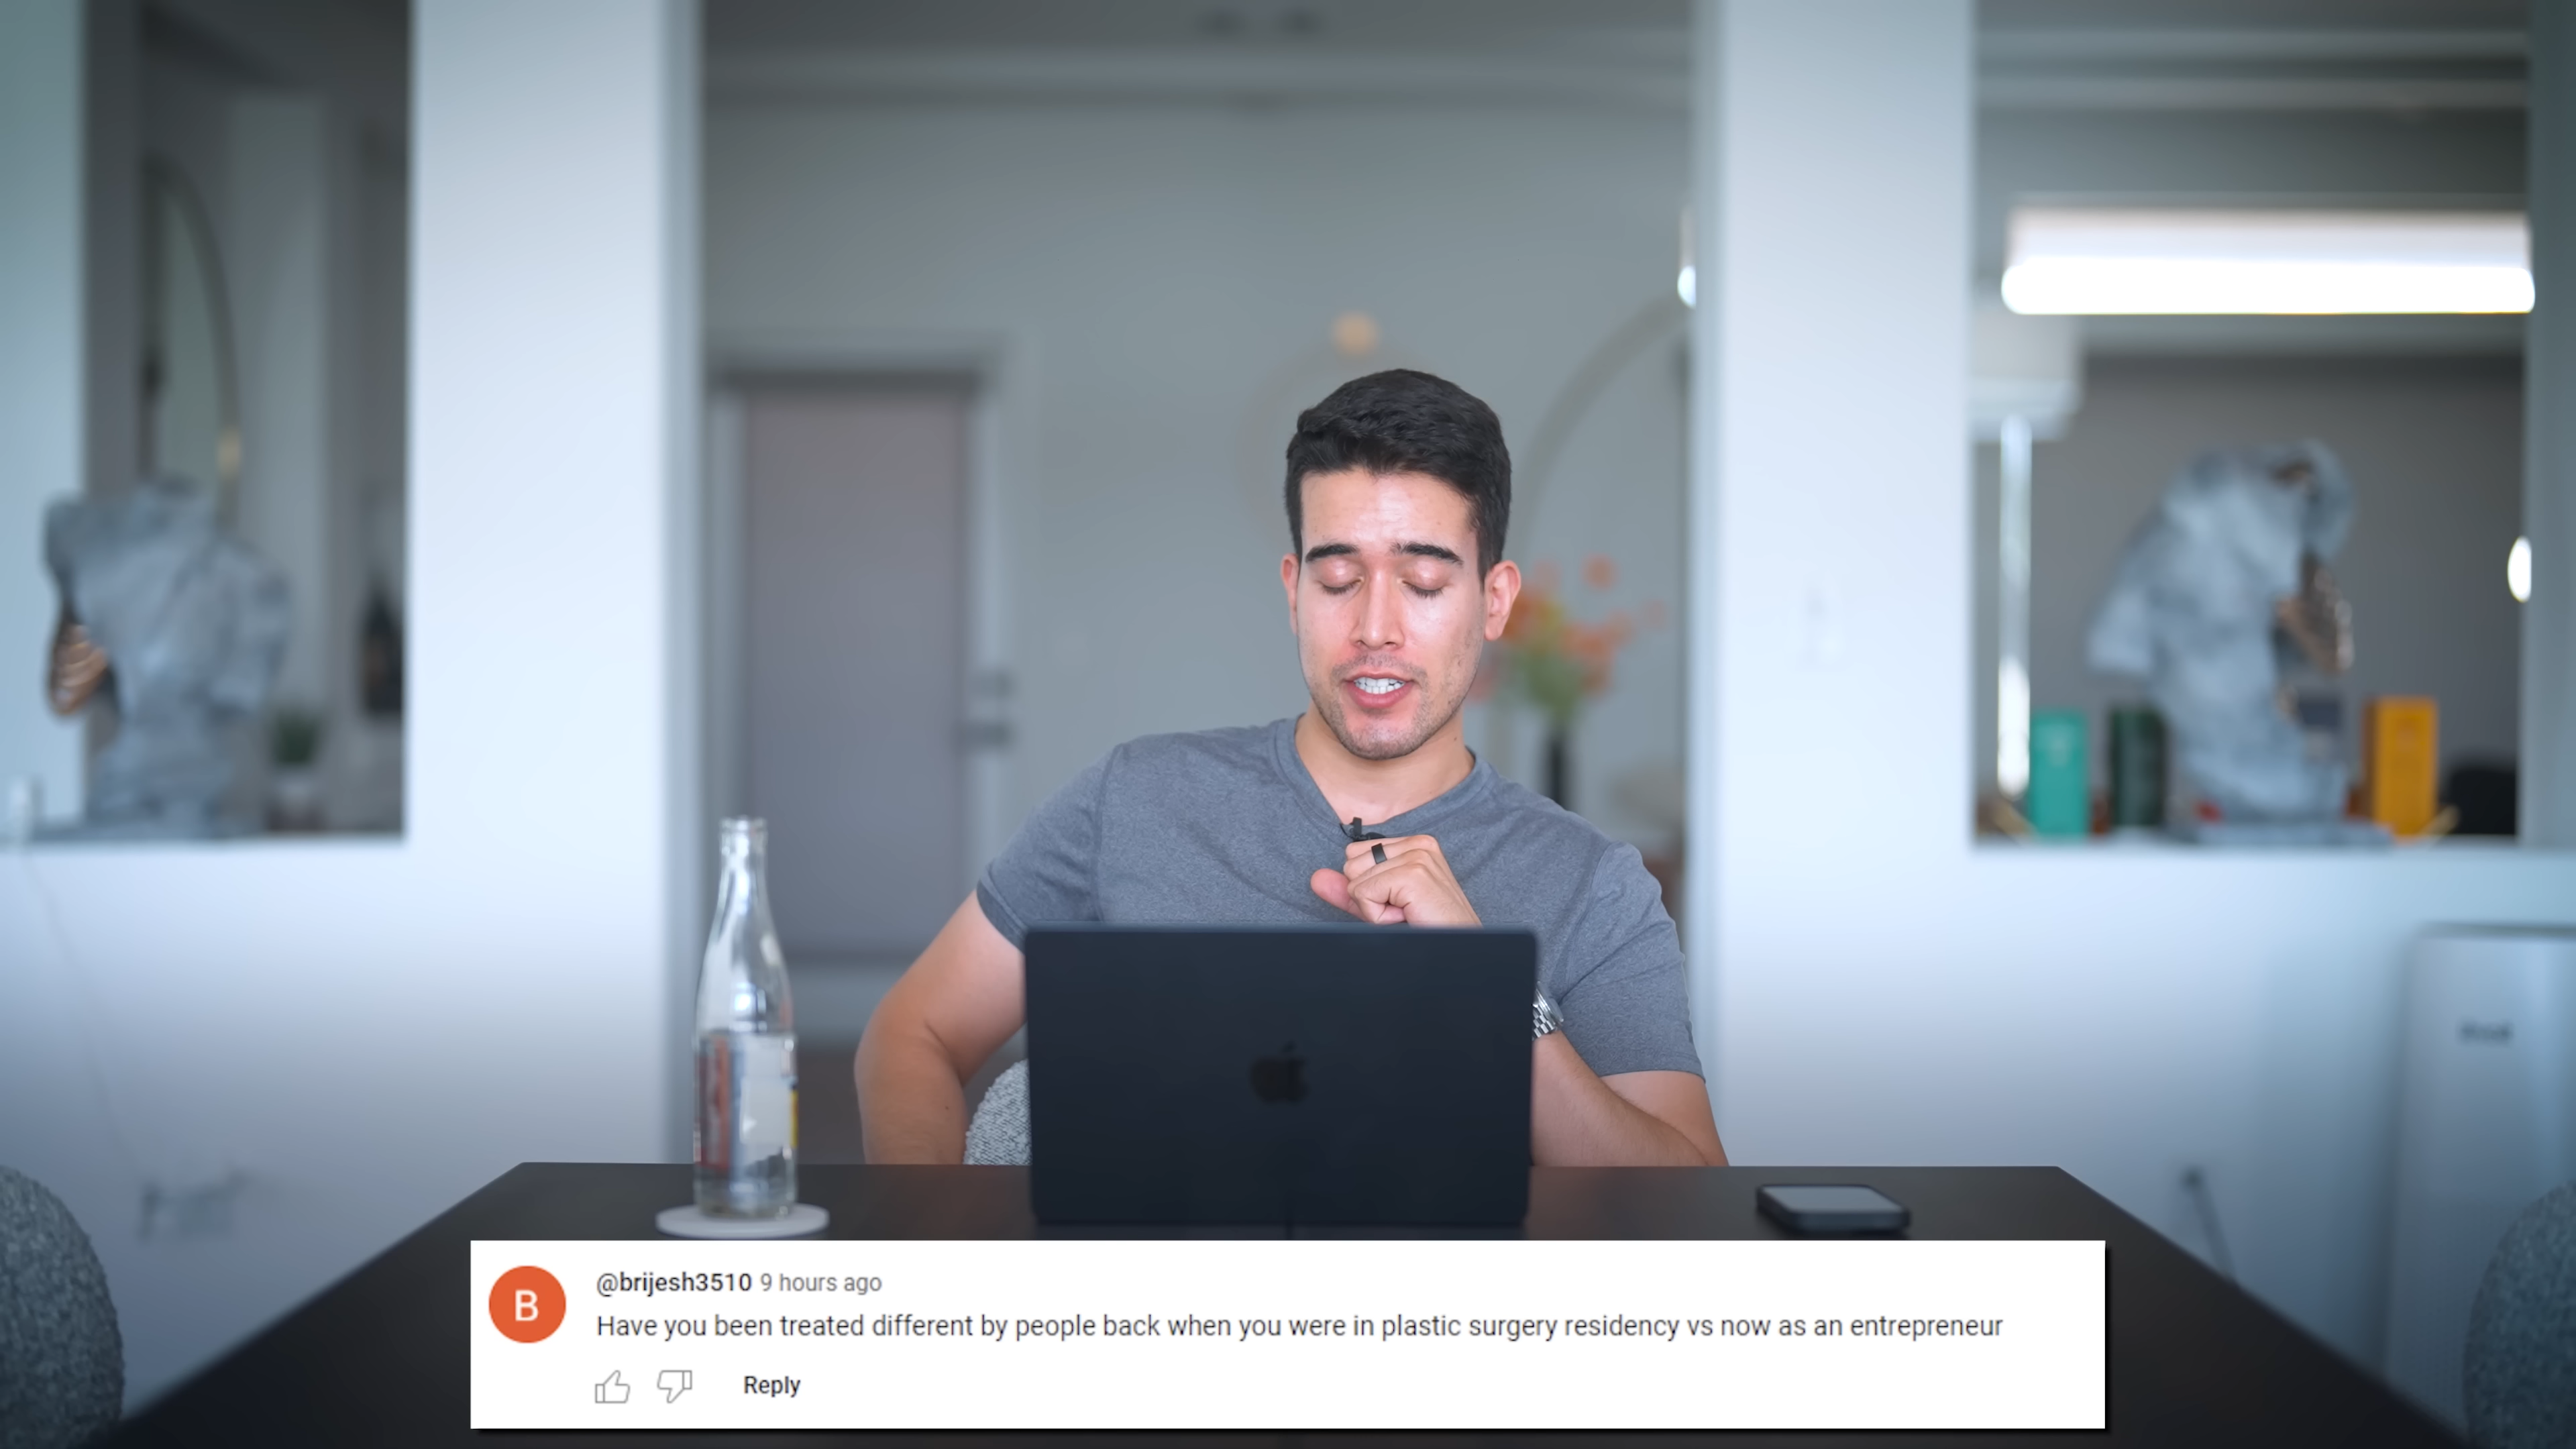 B
@brijesh3510 9 hours ago
Have you been treated different by people back when you were in plastic surgery residency vs now as an entrepreneur
Reply